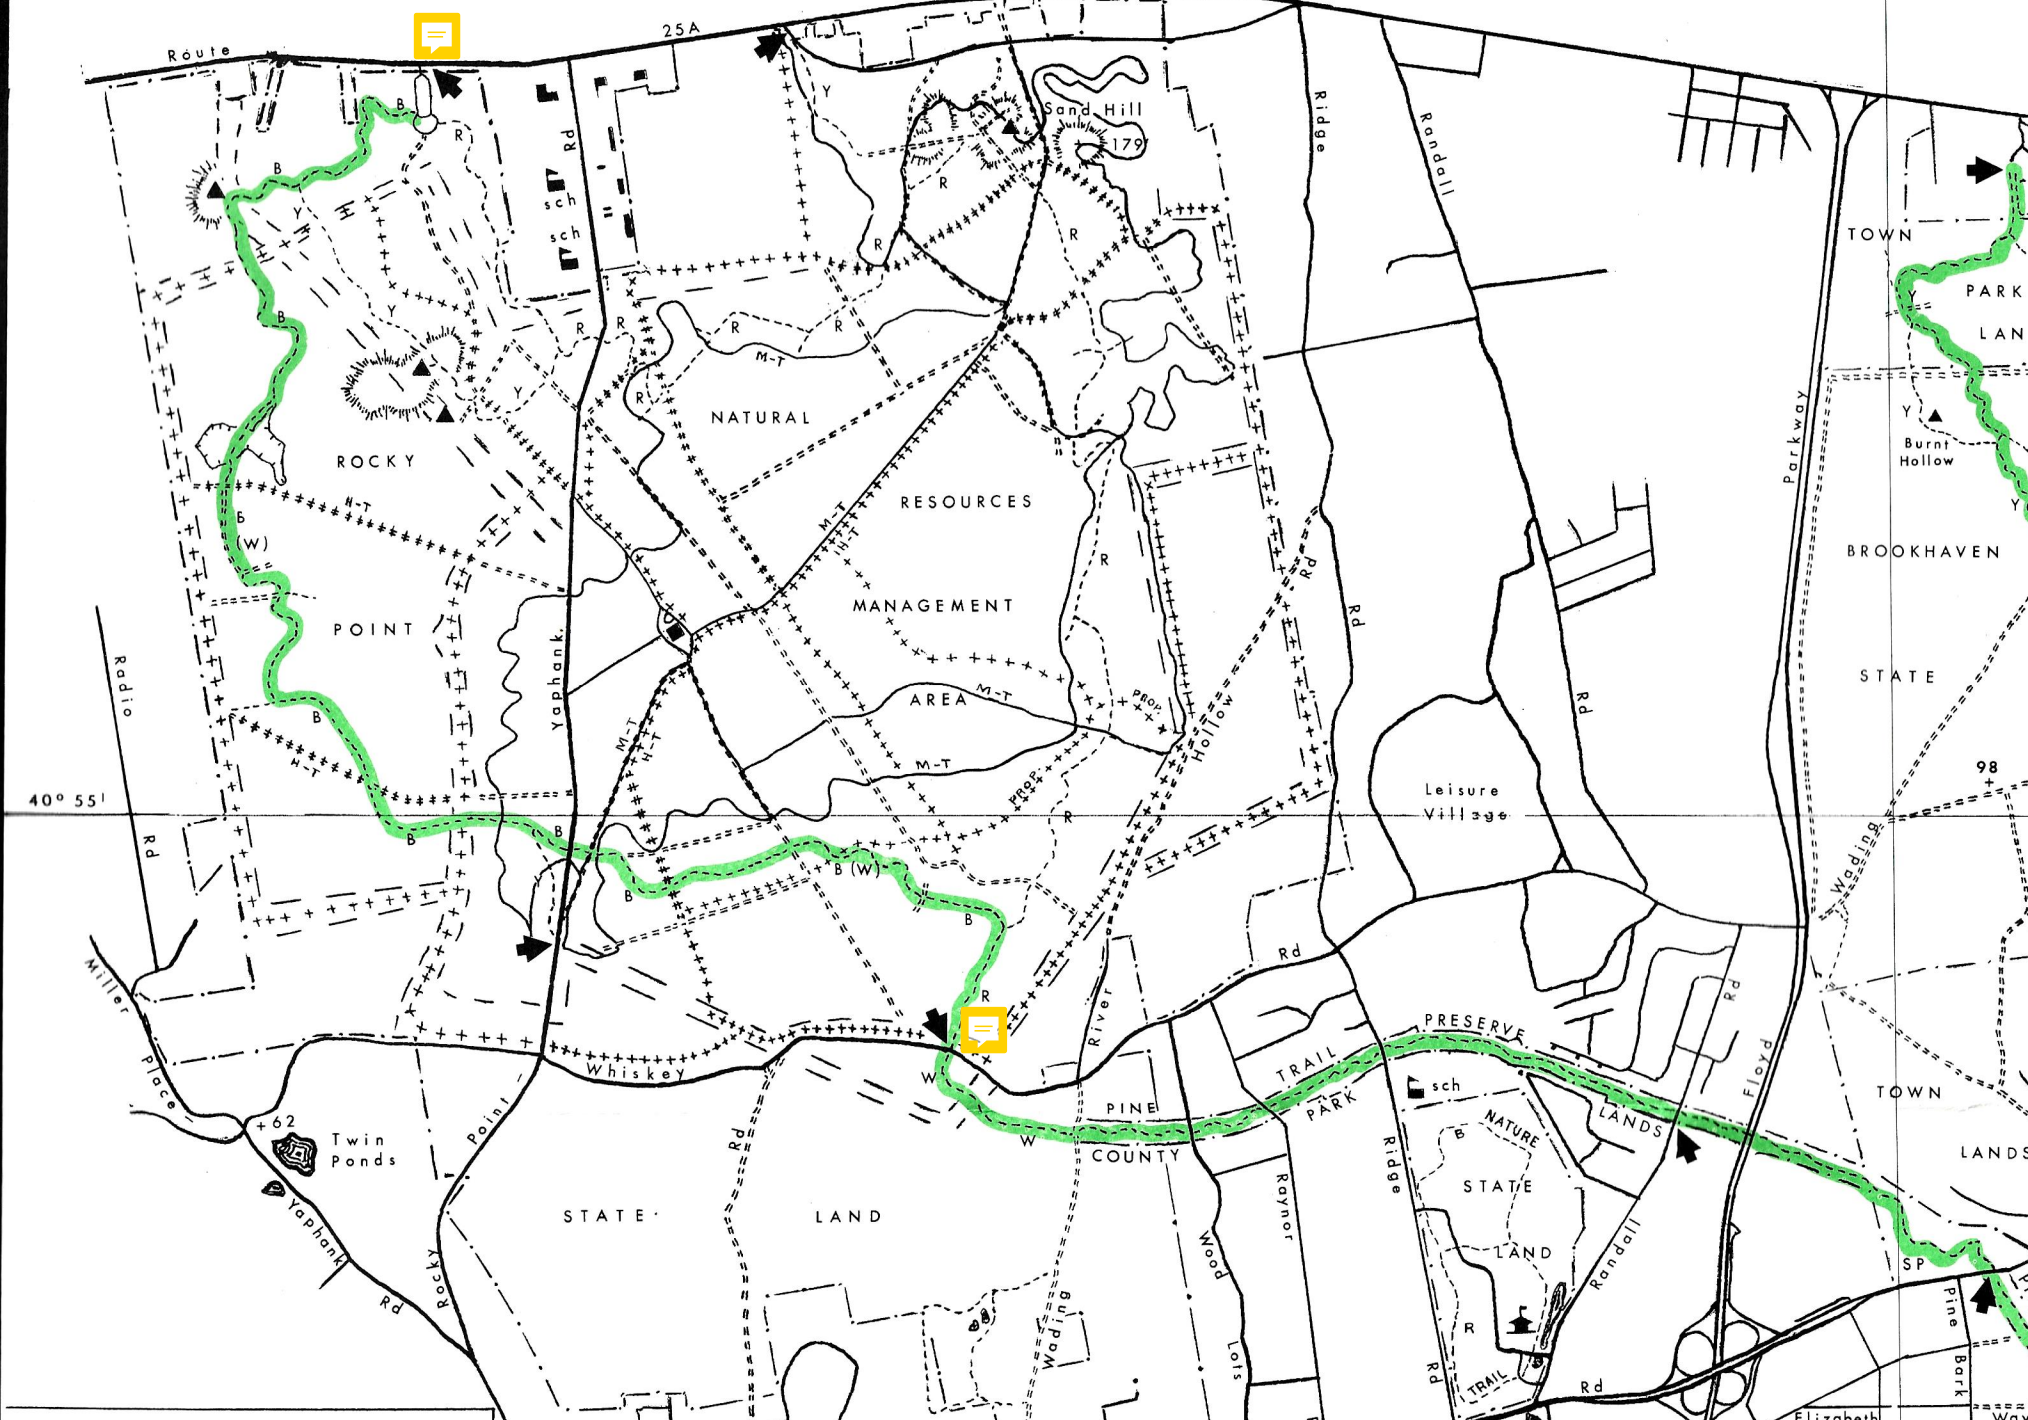 Route
25A
B
R
B
Y
Y
Rd
sch
sch
Y
R
R
Sand Hill
179
R
Ridge
Randall
TOWN
PARK
LAN
Y
Y
Burnt
Hollow
Y
B
Y
R
R
R
R
M-T
R
NATURAL
ROCKY
H-T
B
(W)
POINT
RESOURCES
M-T
H-T
R
MANAGEMENT
Parkway
BROOKHAVEN
STATE
Rd
Rd
Rd
Hollow
Radio
Rd
Yaphank
B
H-T
M-T
H-T
AREA
M-T
PROP.
M-T
PROP.
R
40° 55'
B
B
B
B (W)
B
R
Leisure
Village
98
Wading
Rd
Rd
Floyd
River
Miller
Place
+62
Twin
Ponds
Yaphank
Rd
Rocky
Point
Whiskey
W
W
PINE
TRAIL
PRESERVE
COUNTY
PARK
LANDS
sch
B
NATURE
STATE
LAND
R
TRAIL
TOWN
LANDS
STATE
LAND
Rd
Wading
Wood
Lots
Raynor
Ridge
Rd
Randall
Rd
SP
Pine
Bark
Elizabeth
Wa